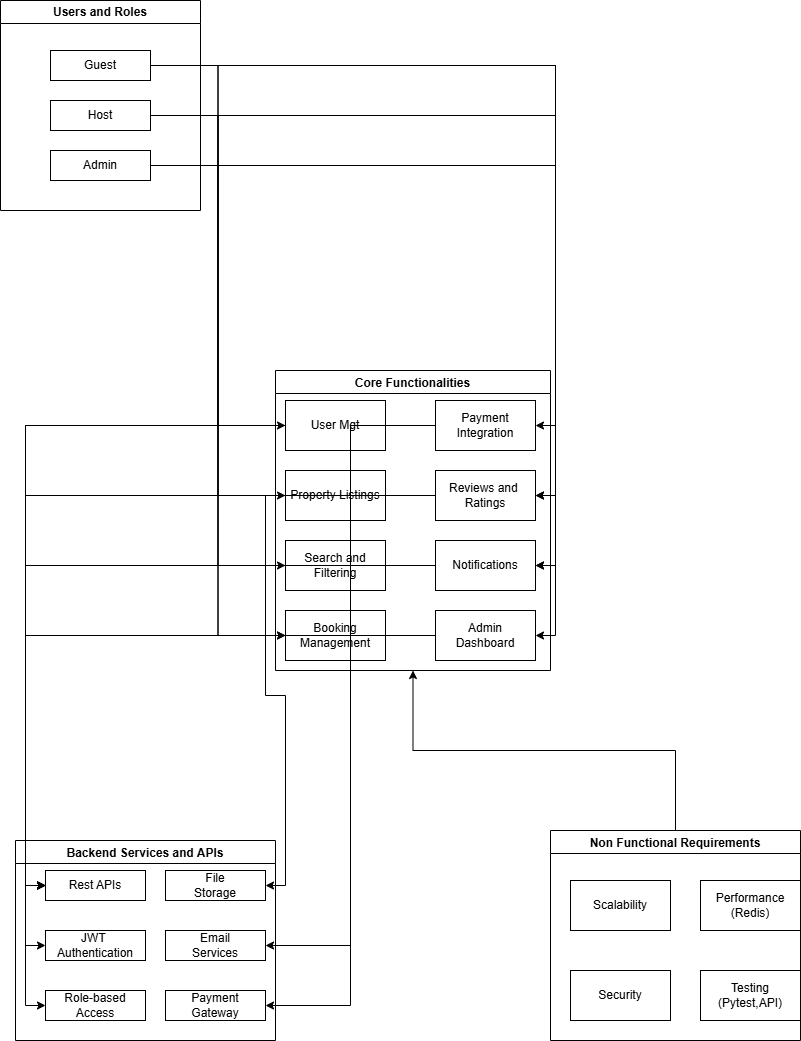 Users and Roles
Guest
Host
Admin
Core Functionalities
User Mgt
Payment
Integration
Property Listings
Reviews and
Ratings
Search and
Filtering
Notifications
Booking
Management
Admin
Dashboard
Backend Services and APIs
Rest APIs
File
Storage
JWT
Authentication
Email
Services
Role-based
Access
Payment
Gateway
Non Functional Requirements
Scalability
Performance
(Redis)
Security
Testing
(Pytest,API)